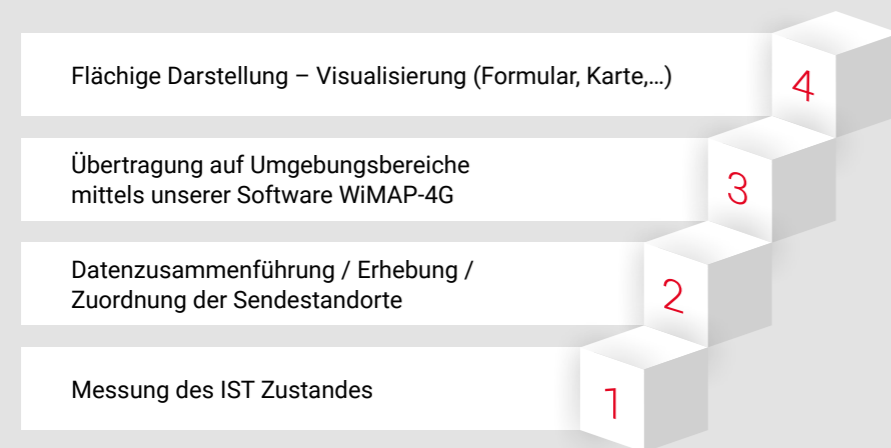 Flächige Darstellung – Visualisierung (Formular, Karte,…)
4
Übertragung auf Umgebungsbereiche
mittels unserer Software WiMAP-4G
3
Datenzusammenführung / Erhebung /
Zuordnung der Sendestandorte
2
Messung des IST Zustandes
1